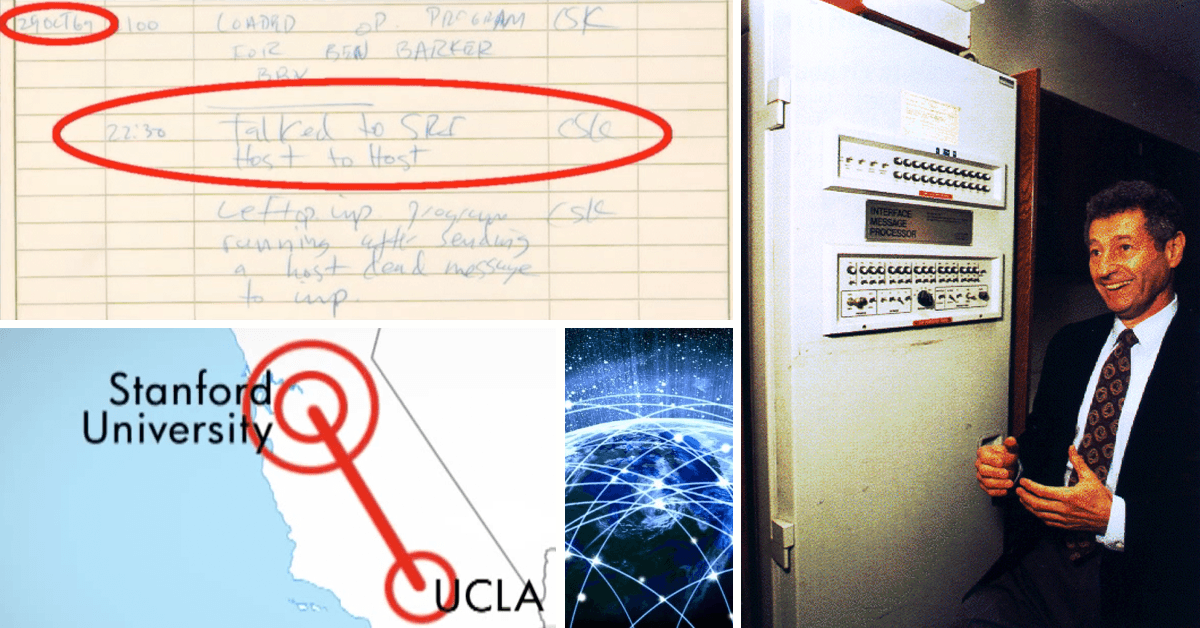 29OCT69 2100 LOADED OP. PROGRAM CSK
FOR BEN BARKER
BBN
22:30 Talked to SRI CSK
Host to Host
Left op. imp. program CSK
running after sending
a host dead message
to imp.
Stanford
University
UCLA
INTERFACE
MESSAGE
PROCESSOR